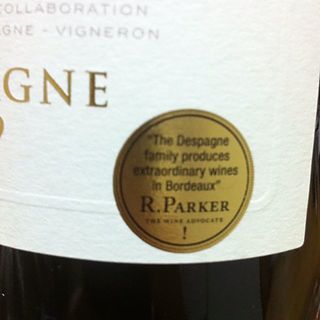 COLLABORATION
GNE - VIGNERON
GNE
"The Despagne
family produces
extraordinary wines
in Bordeaux"
R.PARKER
THE WINE ADVOCATE
!